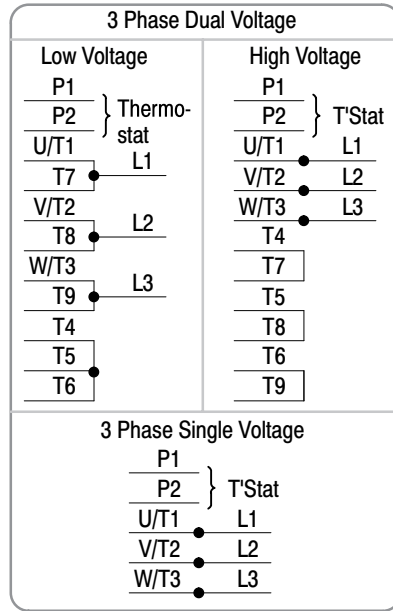 3 Phase Dual Voltage
Low Voltage
P1
P2
Thermo-
stat
U/T1
L1
T7
V/T2
L2
T8
W/T3
L3
T9
T4
T5
T6
High Voltage
P1
P2
T'Stat
U/T1 L1
V/T2 L2
W/T3 L3
T4
T7
T5
T8
T6
T9
3 Phase Single Voltage
P1
P2
T'Stat
U/T1 L1
V/T2 L2
W/T3 L3